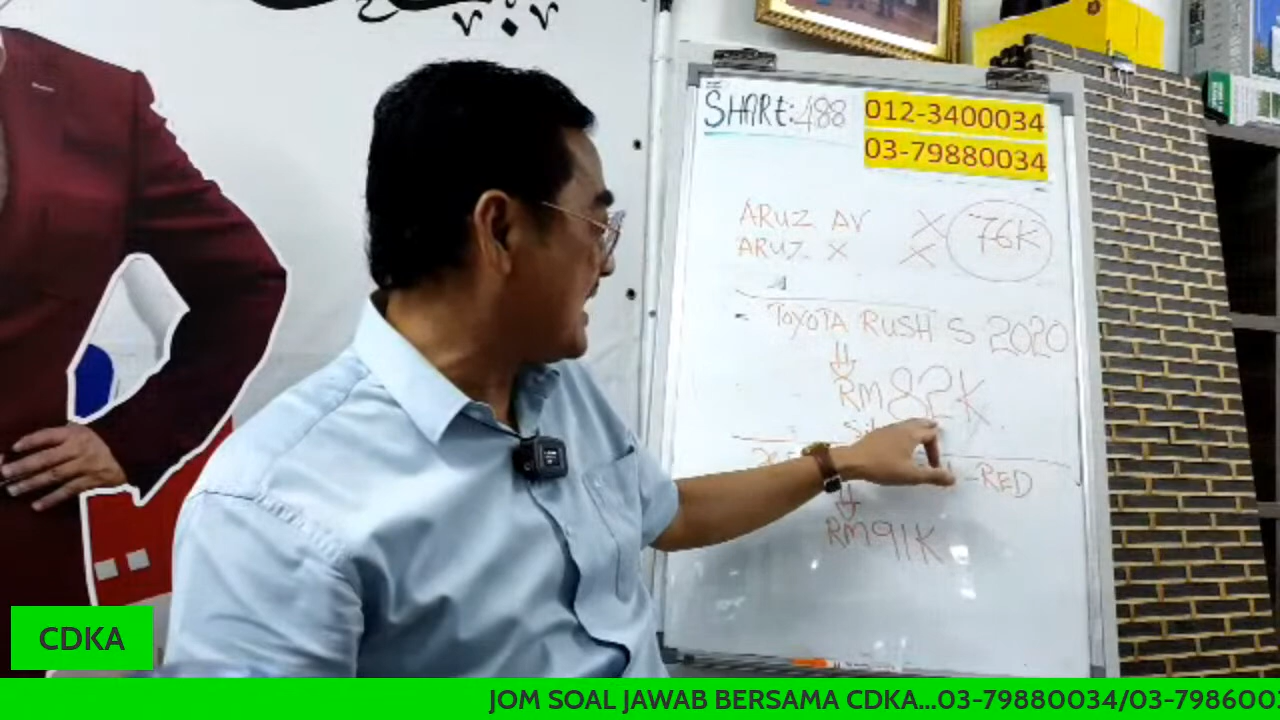 SHARE: 488
012-3400034
03-79880034
ARUZ AV X 76K
ARUZ X X
TOYOTA RUSH S 2020
RM82K
-RED
RM91K
CDKA
JOM SOAL JAWAB BERSAMA CDKA...03-79880034/03-7986003